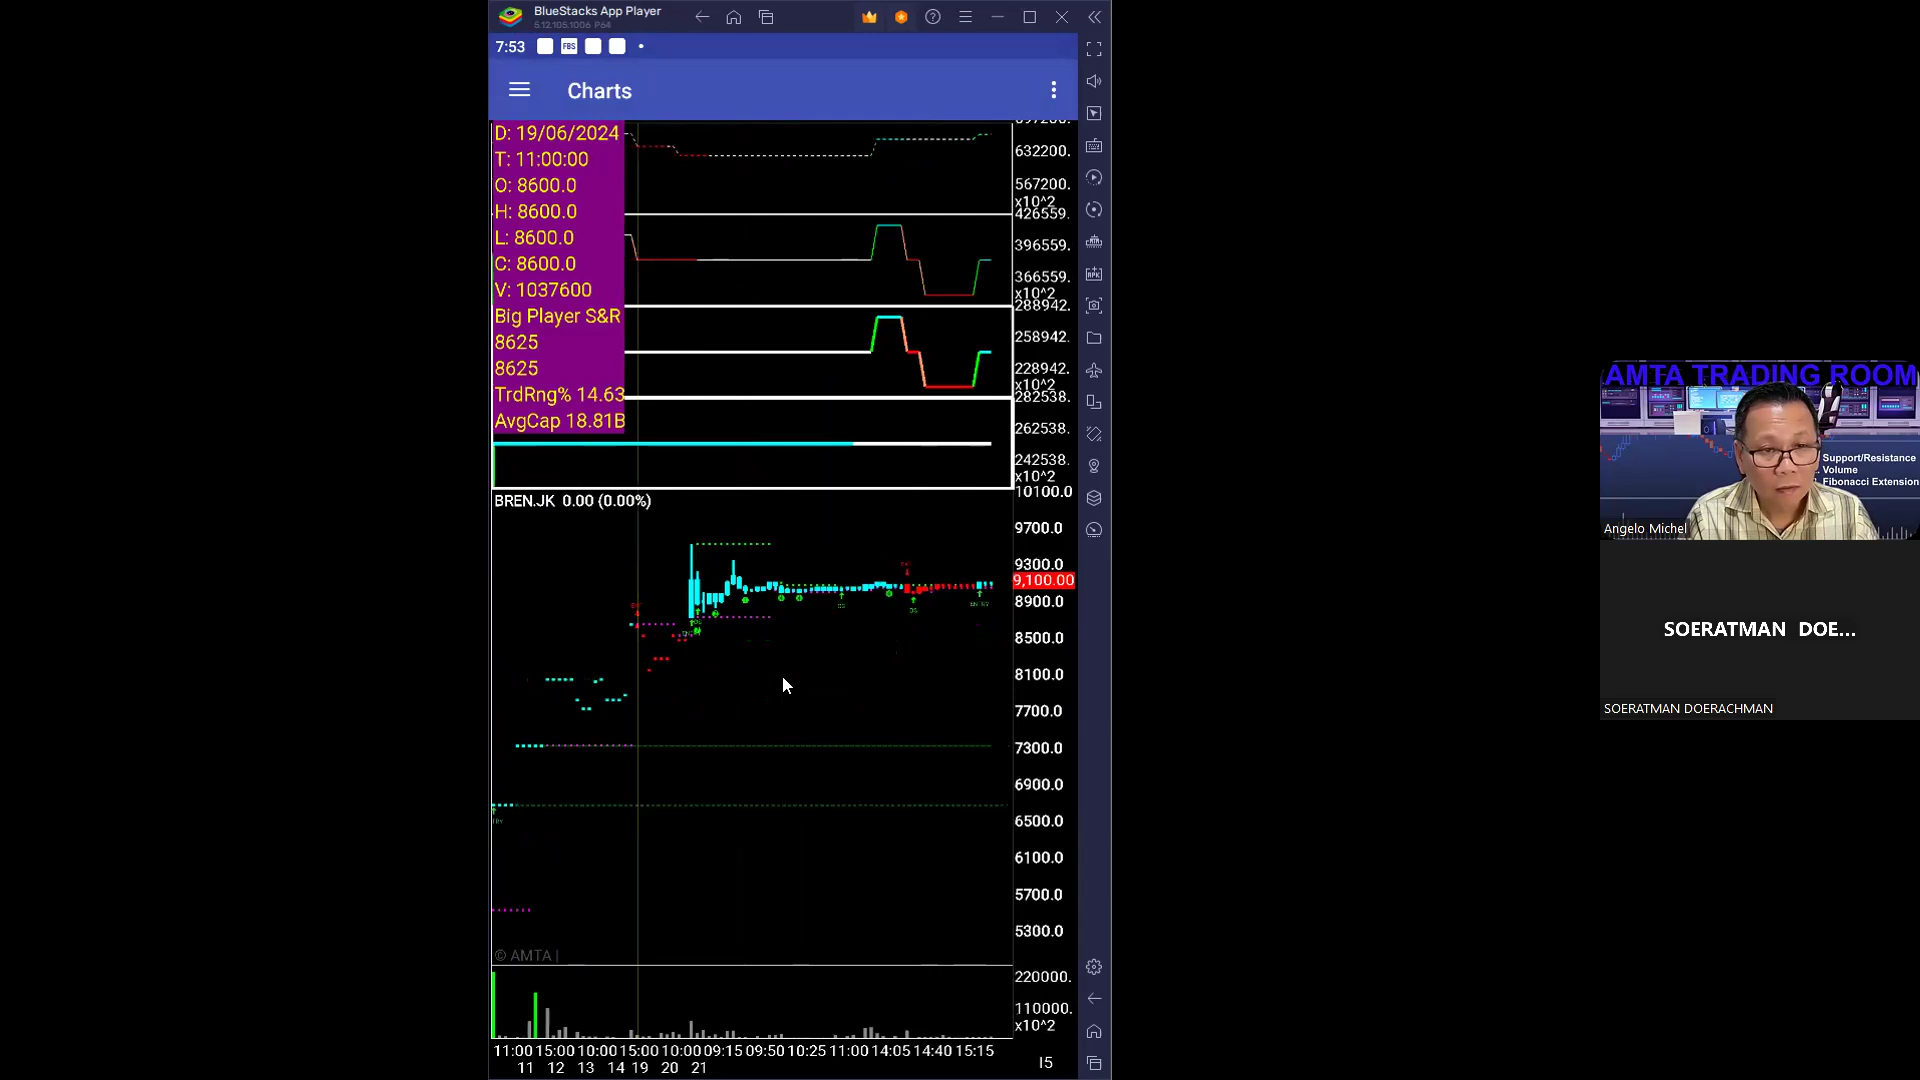 BlueStacks App Player
5.12.105.1006 P64
7:53
FBS
Charts
D: 19/06/2024
T: 11:00:00
O: 8600.0
H: 8600.0
L: 8600.0
C: 8600.0
V: 1037600
Big Player S&R
8625
8625
TrdRng% 14.63
AvgCap 18.81B
632200.
567200.
x10^2
426559.
396559.
366559.
x10^2
288942.
258942.
228942.
x10^2
282538.
262538.
242538.
x10^2
10100.0
BREN.JK 0.00 (0.00%)
9700.0
9300.0
9,100.00
8900.0
8500.0
8100.0
7700.0
7300.0
6900.0
6500.0
6100.0
5700.0
5300.0
© AMTA |
220000.
110000.
x10^2
11:00 15:00 10:00 15:00 10:00 09:15 09:50 10:25 11:00 14:05 14:40 15:15
11 12 13 14 19 20 21
I5
AMTA TRADING ROOM
Support/Resistance
Volume
Fibonacci Extension
Angelo Michel
SOERATMAN DOE...
SOERATMAN DOERACHMAN